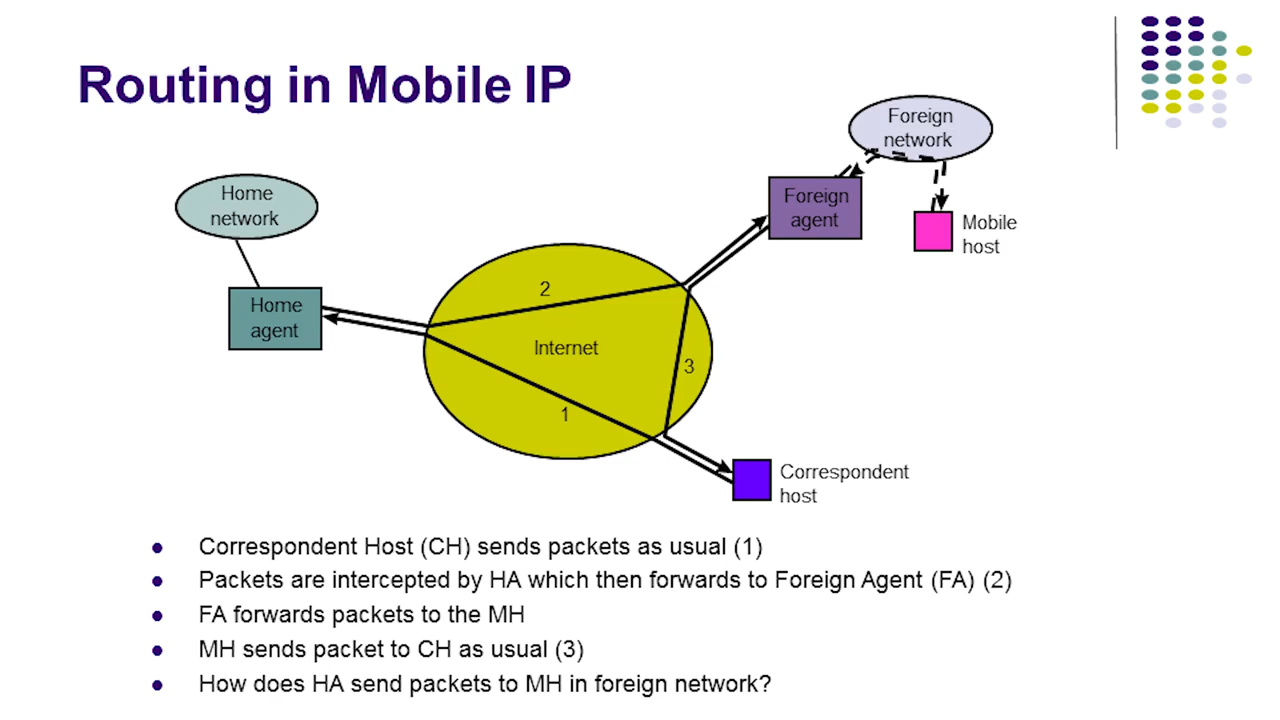 Routing in Mobile IP
Foreign
network
Home
network
Foreign
agent
Mobile
host
Home
agent
2
Internet
3
1
Correspondent
host
● Correspondent Host (CH) sends packets as usual (1)
● Packets are intercepted by HA which then forwards to Foreign Agent (FA) (2)
● FA forwards packets to the MH
● MH sends packet to CH as usual (3)
● How does HA send packets to MH in foreign network?